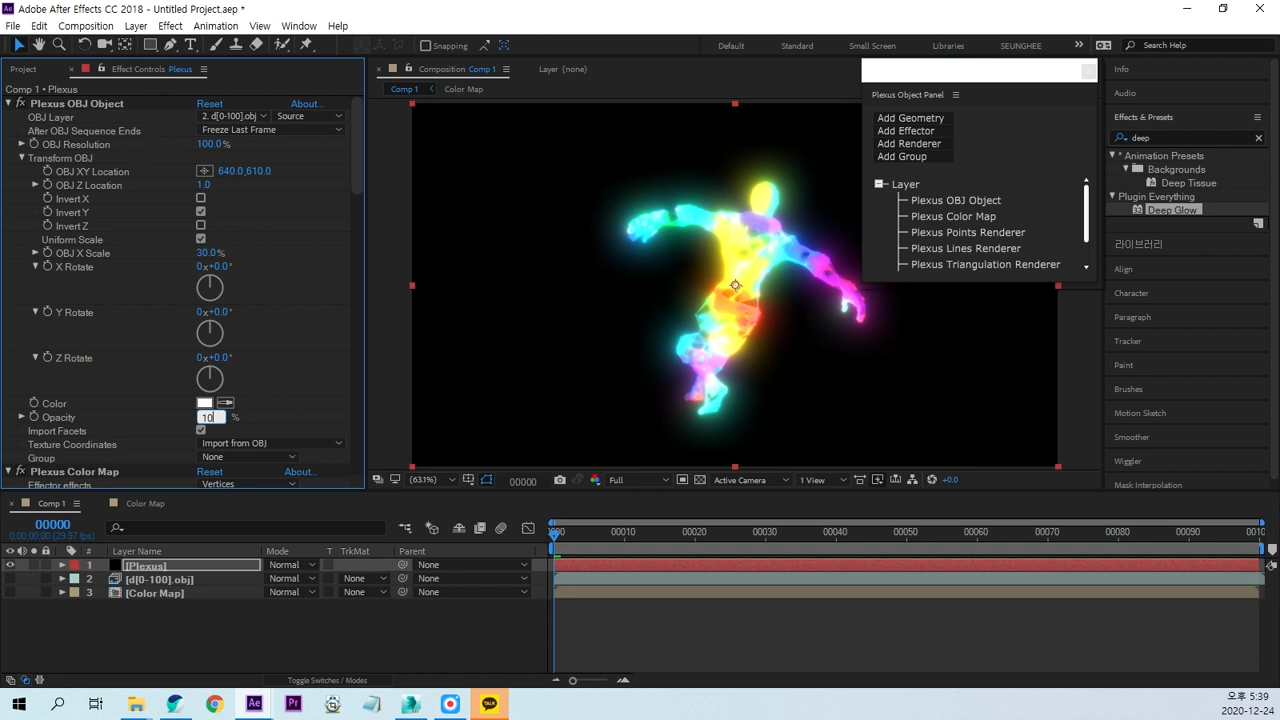 Adobe After Effects CC 2018 - Untitled Project.aep *
File Edit Composition Layer Effect Animation View Window Help
Snapping
Default Standard Small Screen Libraries SEUNGHEE
Search Help
Project Effect Controls Plexus
Comp 1 • Plexus
Plexus OBJ Object Reset About...
OBJ Layer 2. d[0-100].obj Source
After OBJ Sequence Ends Freeze Last Frame
OBJ Resolution 100.0%
Transform OBJ
OBJ XY Location 640.0,610.0
OBJ Z Location 1.0
Invert X
Invert Y
Invert Z
Uniform Scale
OBJ X Scale 30.0%
X Rotate 0x+0.0°
Y Rotate 0x+0.0°
Z Rotate 0x+0.0°
Color
Opacity 10 %
Import Facets
Texture Coordinates Import from OBJ
Group None
Plexus Color Map Reset About...
Effector effects Vertices
Composition Comp 1 Layer (none)
Comp 1 Color Map
Plexus Object Panel
Add Geometry
Add Effector
Add Renderer
Add Group
Layer
Plexus OBJ Object
Plexus Color Map
Plexus Points Renderer
Plexus Lines Renderer
Plexus Triangulation Renderer
(63.1%) 00000 Full Active Camera 1 View +0.0
Info
Audio
Effects & Presets
deep
* Animation Presets
Backgrounds
Deep Tissue
Plugin Everything
Deep Glow
라이브러리
Align
Character
Paragraph
Tracker
Paint
Brushes
Motion Sketch
Smoother
Wiggler
Mask Interpolation
Comp 1 Color Map
00000
0:00:00:00 (29.97 fps)
# Layer Name Mode T TrkMat Parent
1 [Plexus] Normal None
2 [d[0-100].obj] Normal None None
3 [Color Map] Normal None None
00010 00020 00030 00040 00050 00060 00070 00080 00090
Toggle Switches / Modes
Ae Pr TALK
오후 5:39
2020-12-24